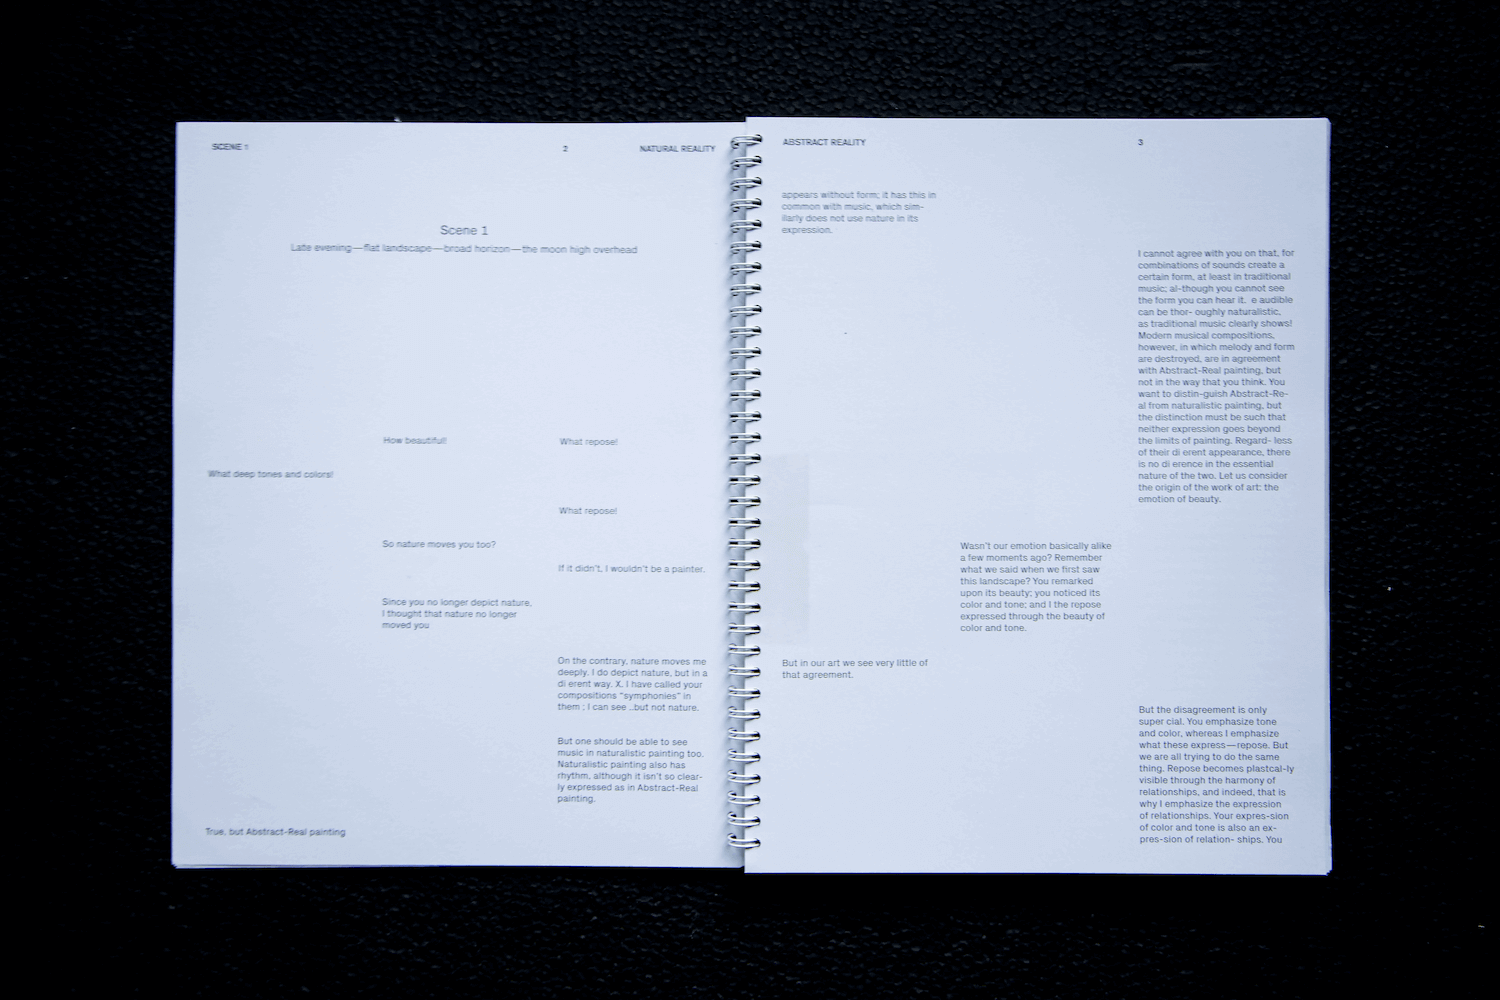 SCENE 1
2
NATURAL REALITY
Scene 1
Late evening—flat landscape—broad horizon—the moon high overhead
How beautiful!
What repose!
What deep tones and colors!
What repose!
So nature moves you too?
If it didn't, I wouldn't be a painter.
Since you no longer depict nature,
I thought that nature no longer
moved you
On the contrary, nature moves me
deeply. I do depict nature, but in a
di erent way. X. I have called your
compositions “symphonies” in
them ; I can see ..but not nature.
But one should be able to see
music in naturalistic painting too.
Naturalistic painting also has
rhythm, although it isn't so clear-
ly expressed as in Abstract-Real
painting.
True, but Abstract-Real painting
ABSTRACT REALITY
3
appears without form; it has this in
common with music, which sim-
ilarly does not use nature in its
expression.
I cannot agree with you on that, for
combinations of sounds create a
certain form, at least in traditional
music; al-though you cannot see
the form you can hear it.  e audible
can be thor- oughly naturalistic,
as traditional music clearly shows!
Modern musical compositions,
however, in which melody and form
are destroyed, are in agreement
with Abstract-Real painting, but
not in the way that you think. You
want to distin-guish Abstract-Re-
al from naturalistic painting, but
the distinction must be such that
neither expression goes beyond
the limits of painting. Regard- less
of their di erent appearance, there
is no di erence in the essential
nature of the two. Let us consider
the origin of the work of art: the
emotion of beauty.
Wasn't our emotion basically alike
a few moments ago? Remember
what we said when we first saw
this landscape? You remarked
upon its beauty; you noticed its
color and tone; and I the repose
expressed through the beauty of
color and tone.
But in our art we see very little of
that agreement.
But the disagreement is only
super cial. You emphasize tone
and color, whereas I emphasize
what these express—repose. But
we are all trying to do the same
thing. Repose becomes plastcal-ly
visible through the harmony of
relationships, and indeed, that is
why I emphasize the expression
of relationships. Your expres-sion
of color and tone is also an ex-
pres-sion of relation- ships. You